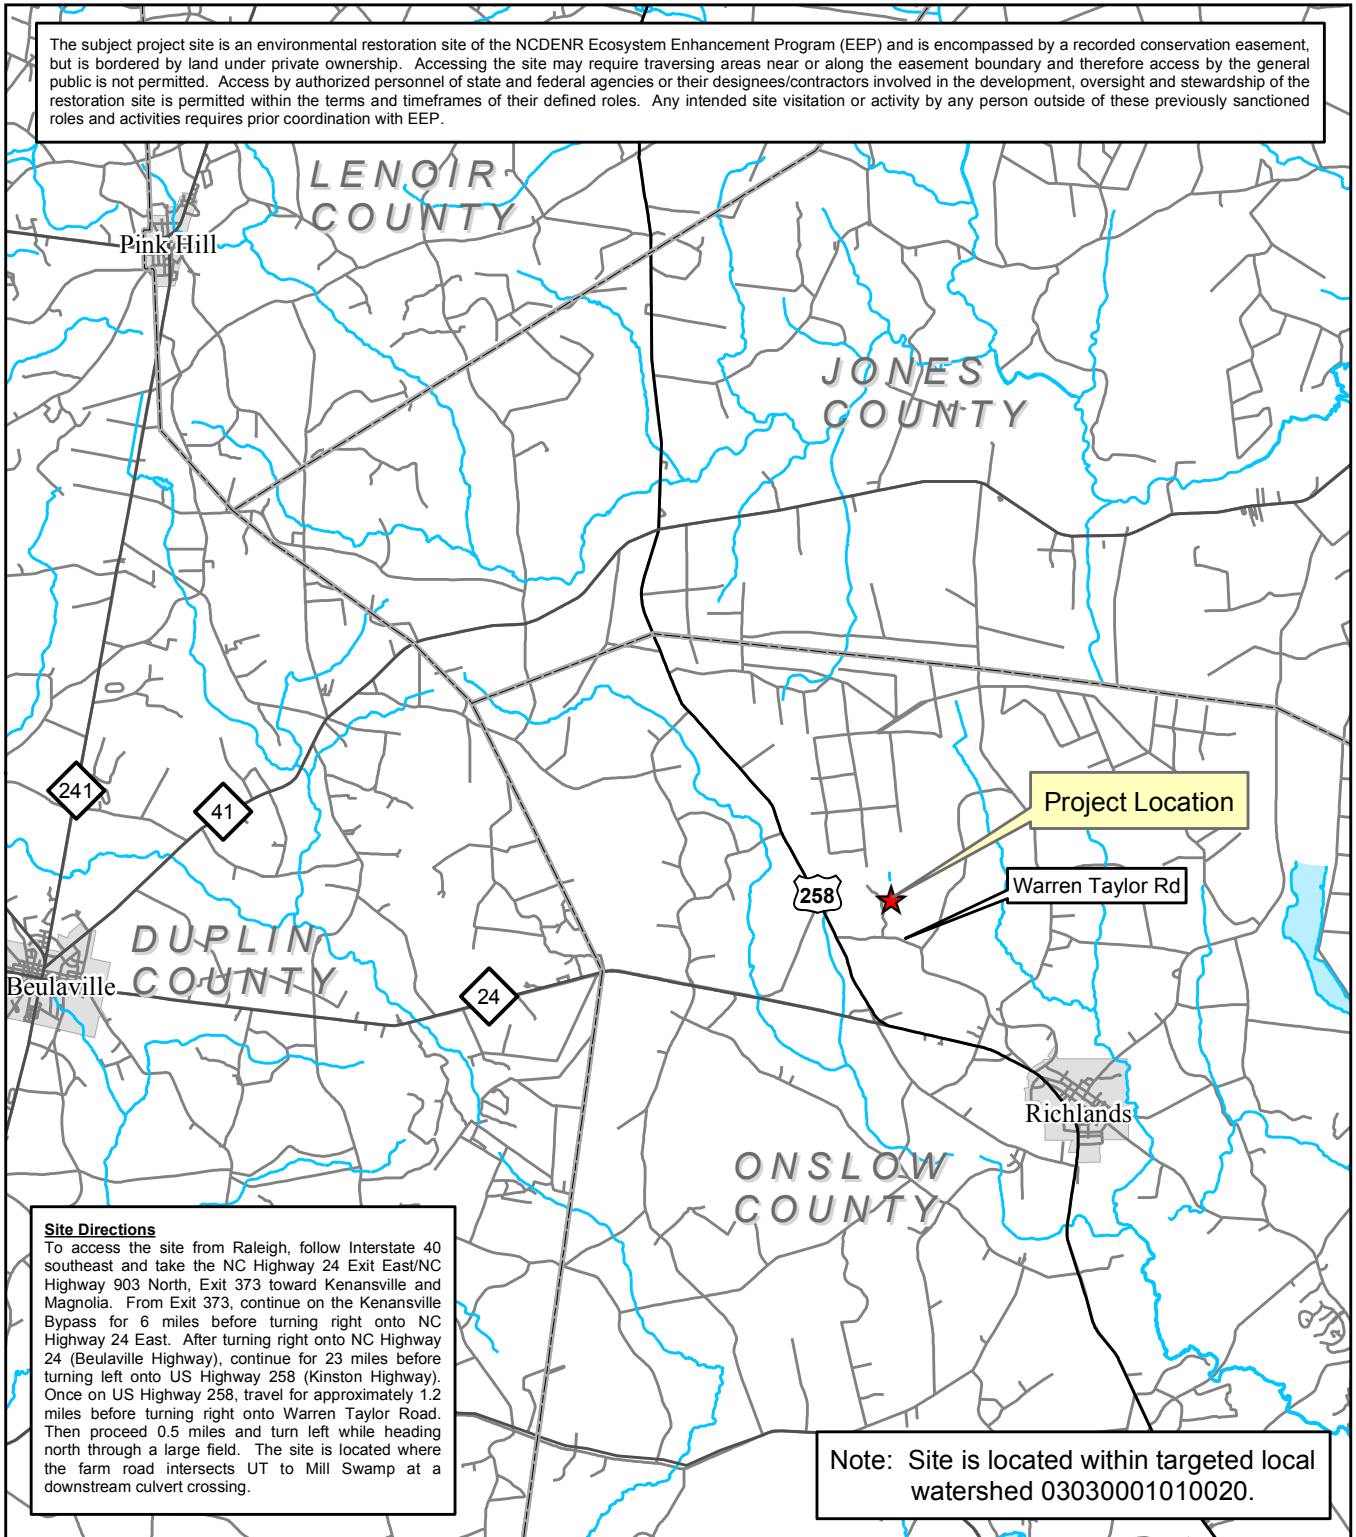 The subject project site is an environmental restoration site of the NCDENR Ecosystem Enhancement Program (EEP) and is encompassed by a recorded conservation easement,
but is bordered by land under private ownership. Accessing the site may require traversing areas near or along the easement boundary and therefore access by the general
public is not permitted. Access by authorized personnel of state and federal agencies or their designees/contractors involved in the development, oversight and stewardship of the
restoration site is permitted within the terms and timeframes of their defined roles. Any intended site visitation or activity by any person outside of these previously sanctioned
roles and activities requires prior coordination with EEP.
LENOIR
COUNTY
Pink Hill
JONES
COUNTY
241
41
Project Location
258
Warren Taylor Rd
DUPLIN
COUNTY
Beulaville
24
Richlands
ONSLOW
COUNTY
Site Directions
To access the site from Raleigh, follow Interstate 40
southeast and take the NC Highway 24 Exit East/NC
Highway 903 North, Exit 373 toward Kenansville and
Magnolia. From Exit 373, continue on the Kenansville
Bypass for 6 miles before turning right onto NC
Highway 24 East. After turning right onto NC Highway
24 (Beulaville Highway), continue for 23 miles before
turning left onto US Highway 258 (Kinston Highway).
Once on US Highway 258, travel for approximately 1.2
miles before turning right onto Warren Taylor Road.
Then proceed 0.5 miles and turn left while heading
north through a large field. The site is located where
the farm road intersects UT to Mill Swamp at a
downstream culvert crossing.
Note: Site is located within targeted local
watershed 03030001010020.